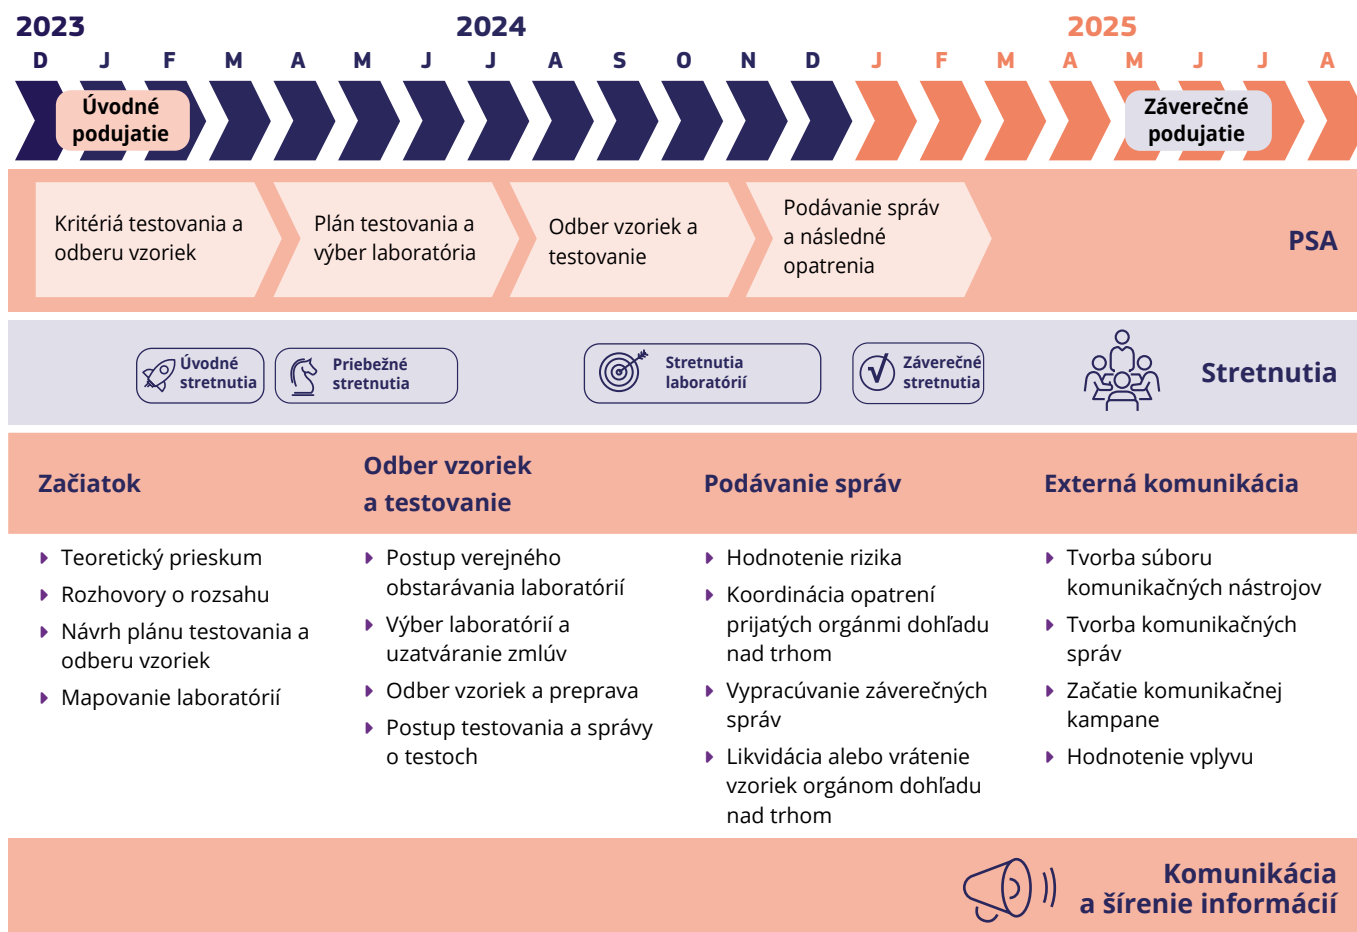 2023
2024
2025
D J F M A M J J A S O N D J F M A M J J A
Úvodné
podujatie
Záverečné
podujatie
Kritériá testovania a
odberu vzoriek
Plán testovania a
výber laboratória
Odber vzoriek a
testovanie
Podávanie správ
a následné
opatrenia
PSA
Úvodné
stretnutia
Priebežné
stretnutia
Stretnutia
laboratórií
Záverečné
stretnutia
Stretnutia
Začiatok
Teoretický prieskum
Rozhovory o rozsahu
Návrh plánu testovania a
odberu vzoriek
Mapovanie laboratórií
Odber vzoriek
a testovanie
Postup verejného
obstarávania laboratórií
Výber laboratórií a
uzatváranie zmlúv
Odber vzoriek a preprava
Postup testovania a správy
o testoch
Podávanie správ
Hodnotenie rizika
Koordinácia opatrení
prijatých orgánmi dohľadu
nad trhom
Vypracúvanie záverečných
správ
Likvidácia alebo vrátenie
vzoriek orgánom dohľadu
nad trhom
Externá komunikácia
Tvorba súboru
komunikačných nástrojov
Tvorba komunikačných
správ
Začatie komunikačnej
kampane
Hodnotenie vplyvu
Komunikácia
a šírenie informácií